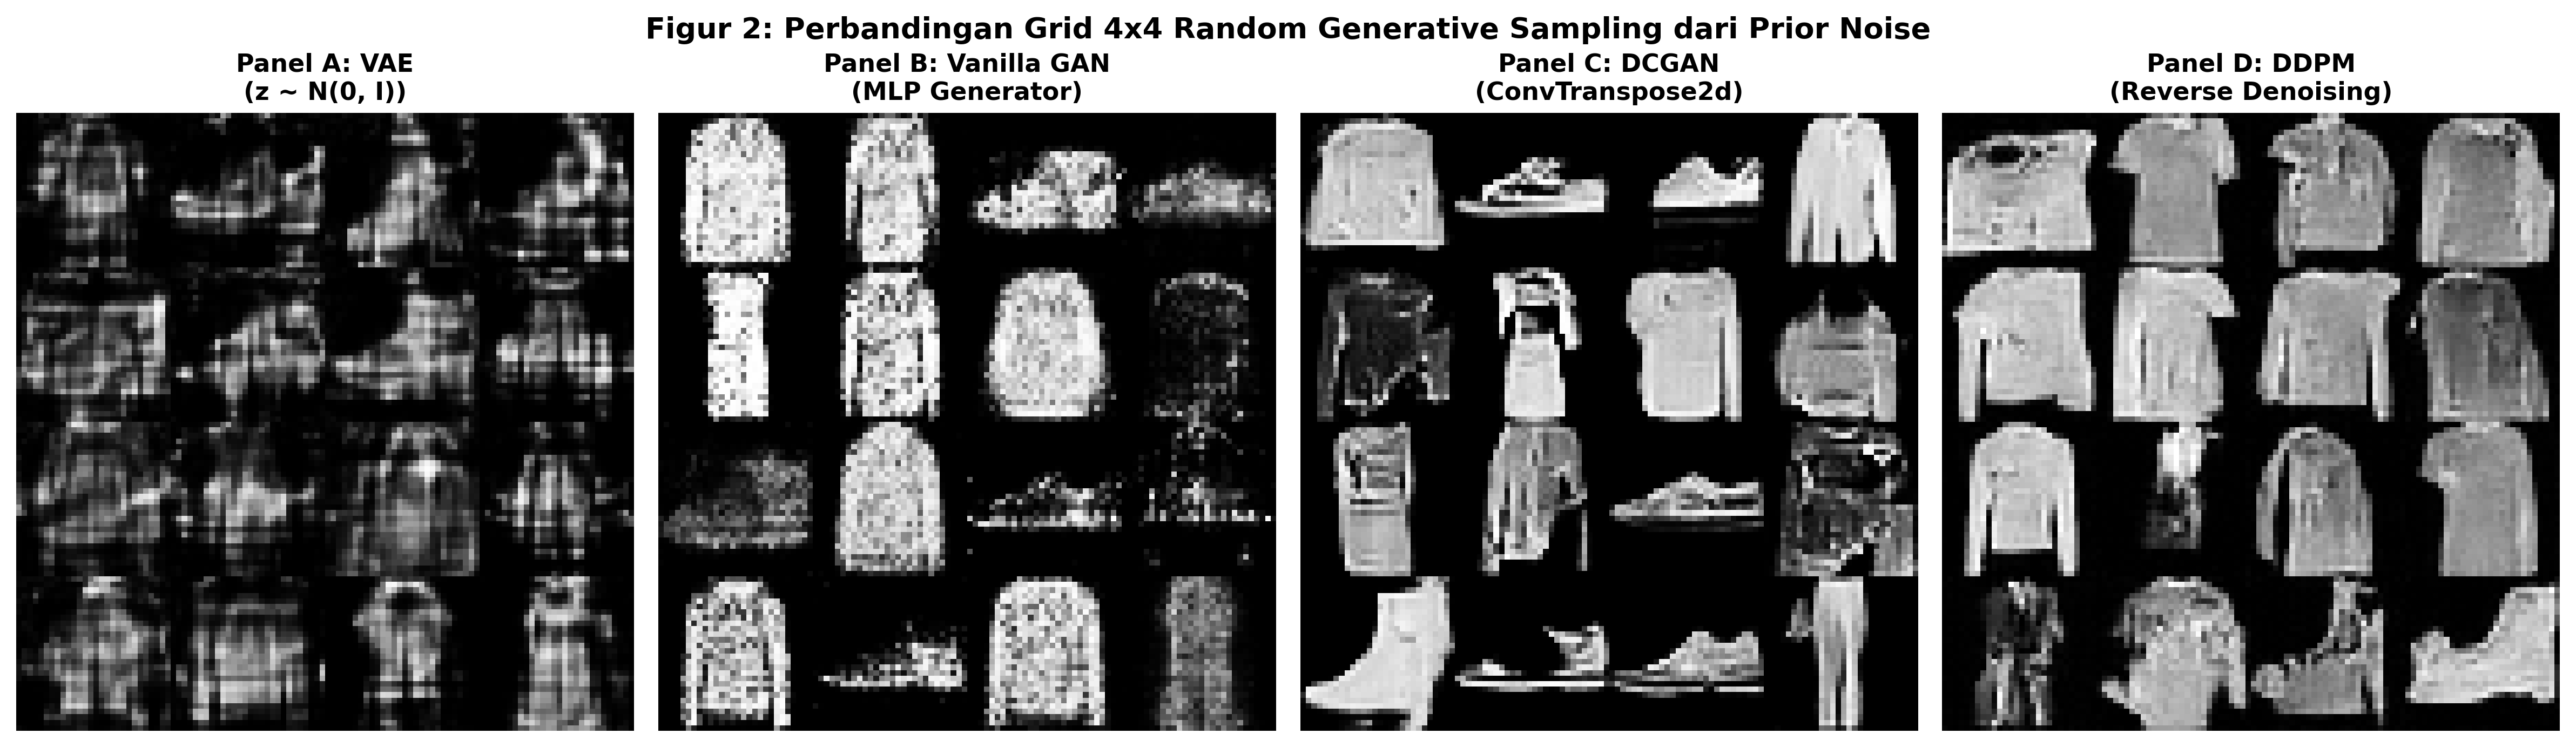 Figur 2: Perbandingan Grid 4x4 Random Generative Sampling dari Prior Noise
Panel A: VAE
(z ~ N(0, I))
Panel B: Vanilla GAN
(MLP Generator)
Panel C: DCGAN
(ConvTranspose2d)
Panel D: DDPM
(Reverse Denoising)